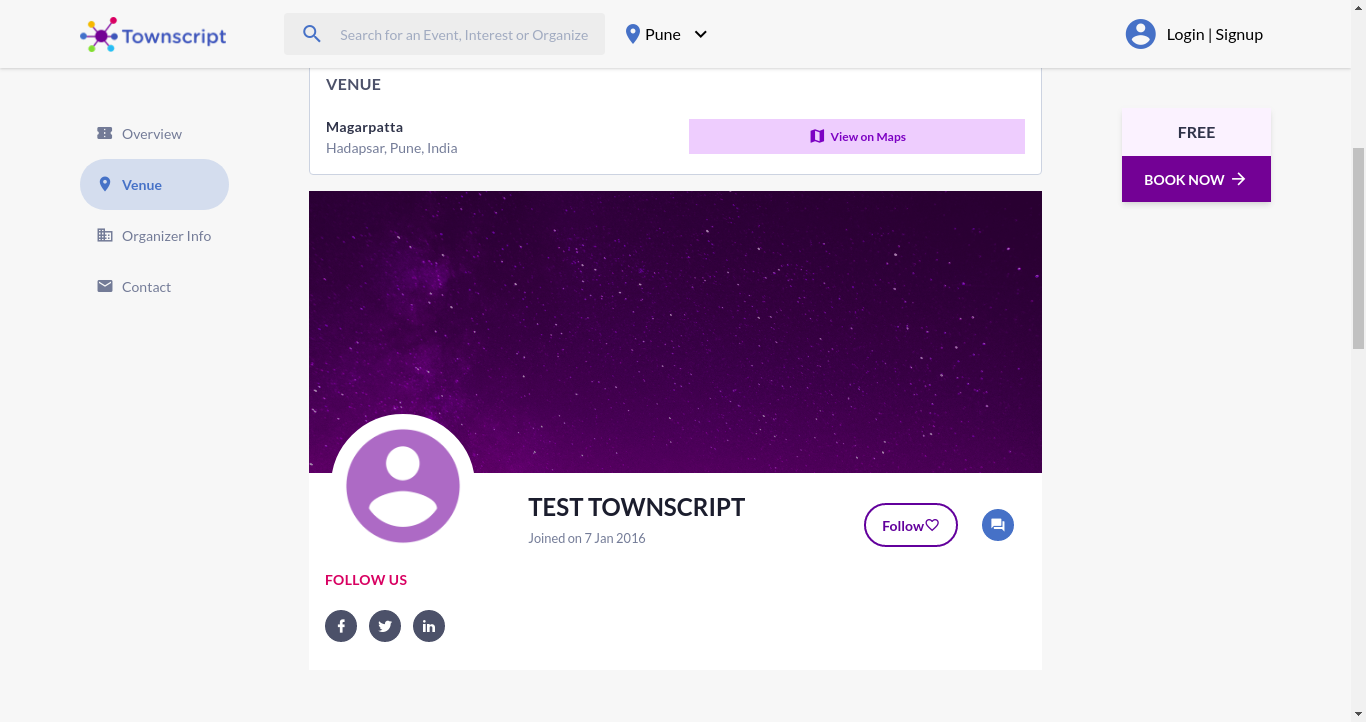 Townscript
Search for an Event, Interest or Organize
Pune
Login | Signup
Overview
Venue
Organizer Info
Contact
VENUE
Magarpatta
Hadapsar, Pune, India
View on Maps
FREE
BOOK NOW
TEST TOWNSCRIPT
Joined on 7 Jan 2016
Follow
FOLLOW US